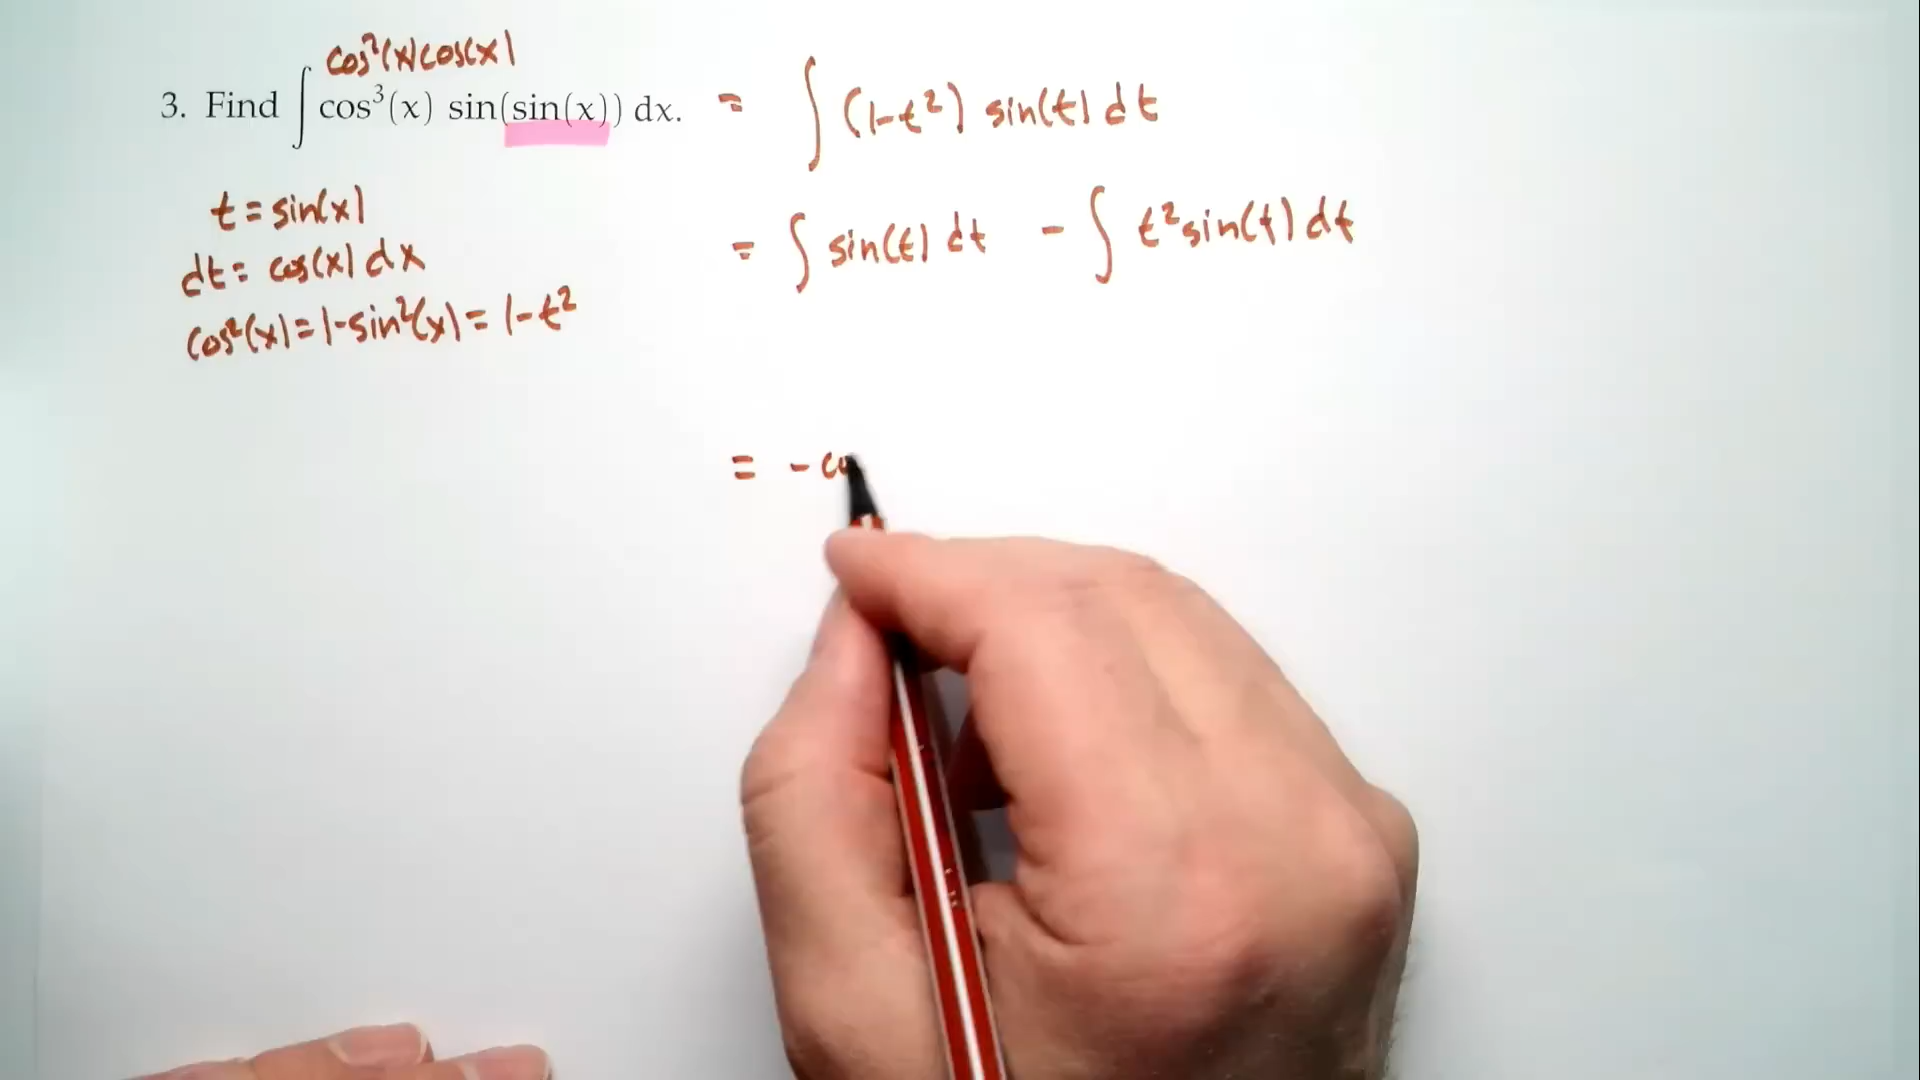 cos²(x)cos(x)
3. Find ∫ cos³(x) sin(sin(x)) dx. = ∫ (1-t²) sin(t) dt
t = sin(x)
= ∫ sin(t) dt - ∫ t²sin(t) dt
dt = cos(x) dx
cos²(x) = 1-sin²(x) = 1-t²
= - co